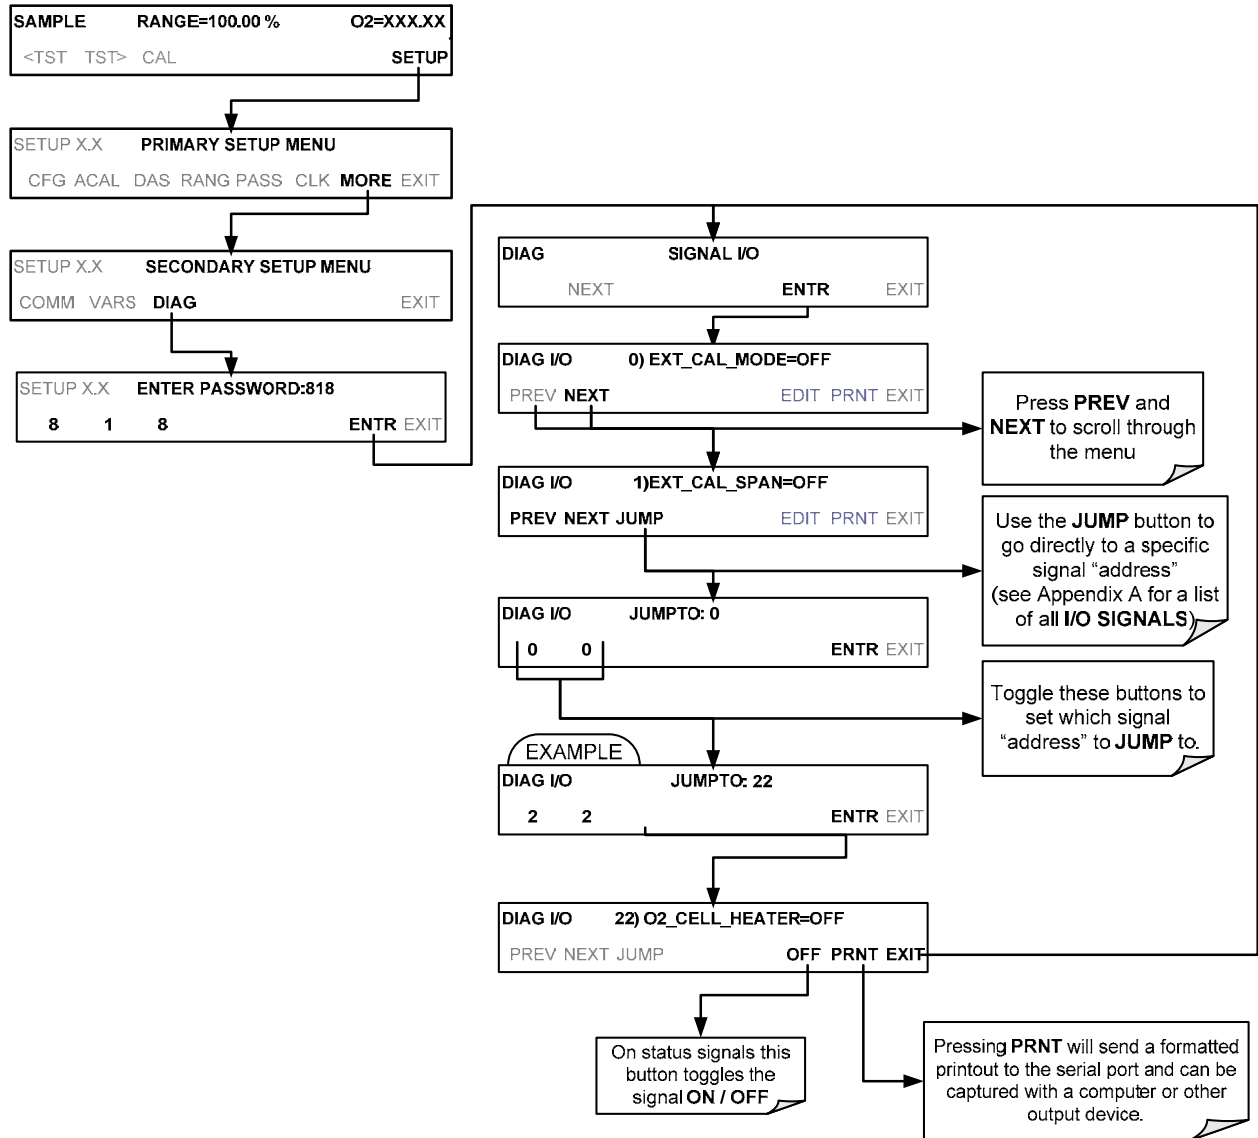 SAMPLE RANGE=100.00 % O2=XXX.XX
<TST TST> CAL SETUP
SETUP X.X PRIMARY SETUP MENU
CFG ACAL DAS RANG PASS CLK MORE EXIT
SETUP X.X SECONDARY SETUP MENU
COMM VARS DIAG EXIT
SETUP X.X ENTER PASSWORD:818
8 1 8 ENTR EXIT
DIAG SIGNAL I/O
NEXT ENTR EXIT
DIAG I/O 0) EXT_CAL_MODE=OFF
PREV NEXT EDIT PRNT EXIT
Press PREV and
NEXT to scroll through
the menu
DIAG I/O 1)EXT_CAL_SPAN=OFF
PREV NEXT JUMP EDIT PRNT EXIT
Use the JUMP button to
go directly to a specific
signal “address”
(see Appendix A for a list
of all I/O SIGNALS)
DIAG I/O JUMPTO: 0
0 0 ENTR EXIT
Toggle these buttons to
set which signal
“address” to JUMP to.
EXAMPLE
DIAG I/O JUMPTO: 22
2 2 ENTR EXIT
DIAG I/O 22) O2_CELL_HEATER=OFF
PREV NEXT JUMP OFF PRNT EXIT
On status signals this
button toggles the
signal ON / OFF
Pressing PRNT will send a formatted
printout to the serial port and can be
captured with a computer or other
output device.